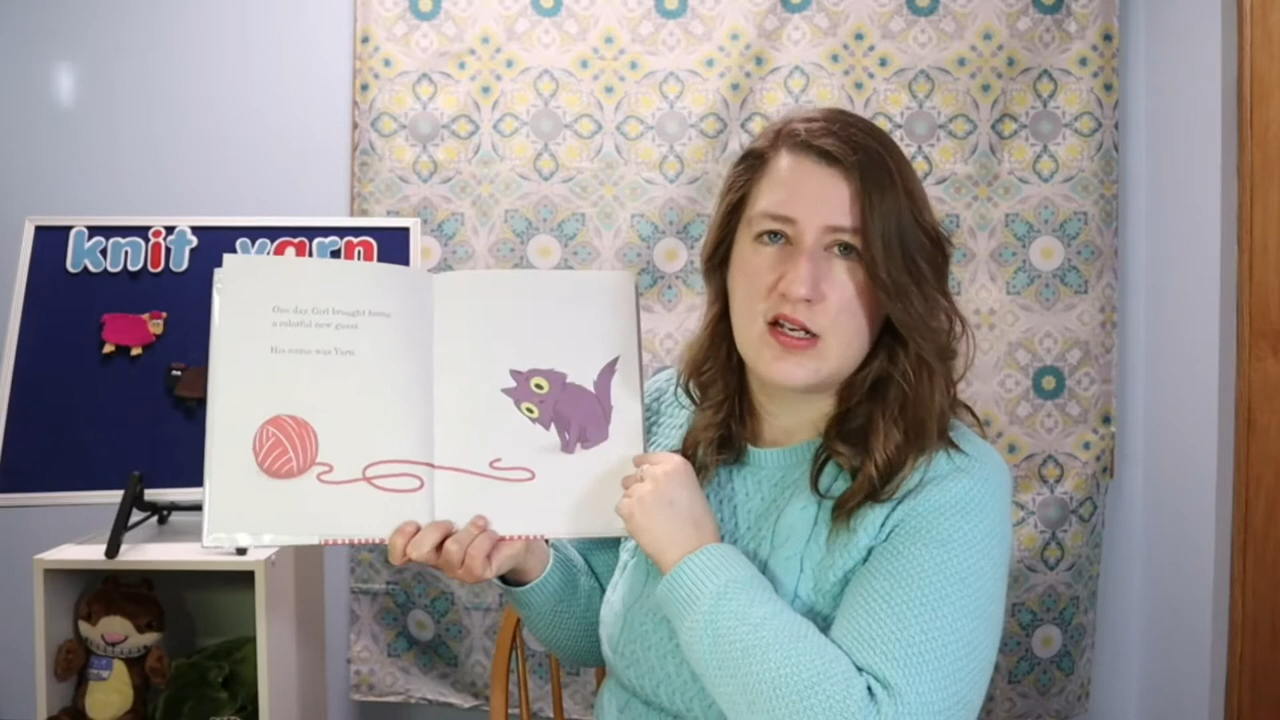 knit yarn
One day, Girl brought home
a colorful new guest.
His name was Yarn.